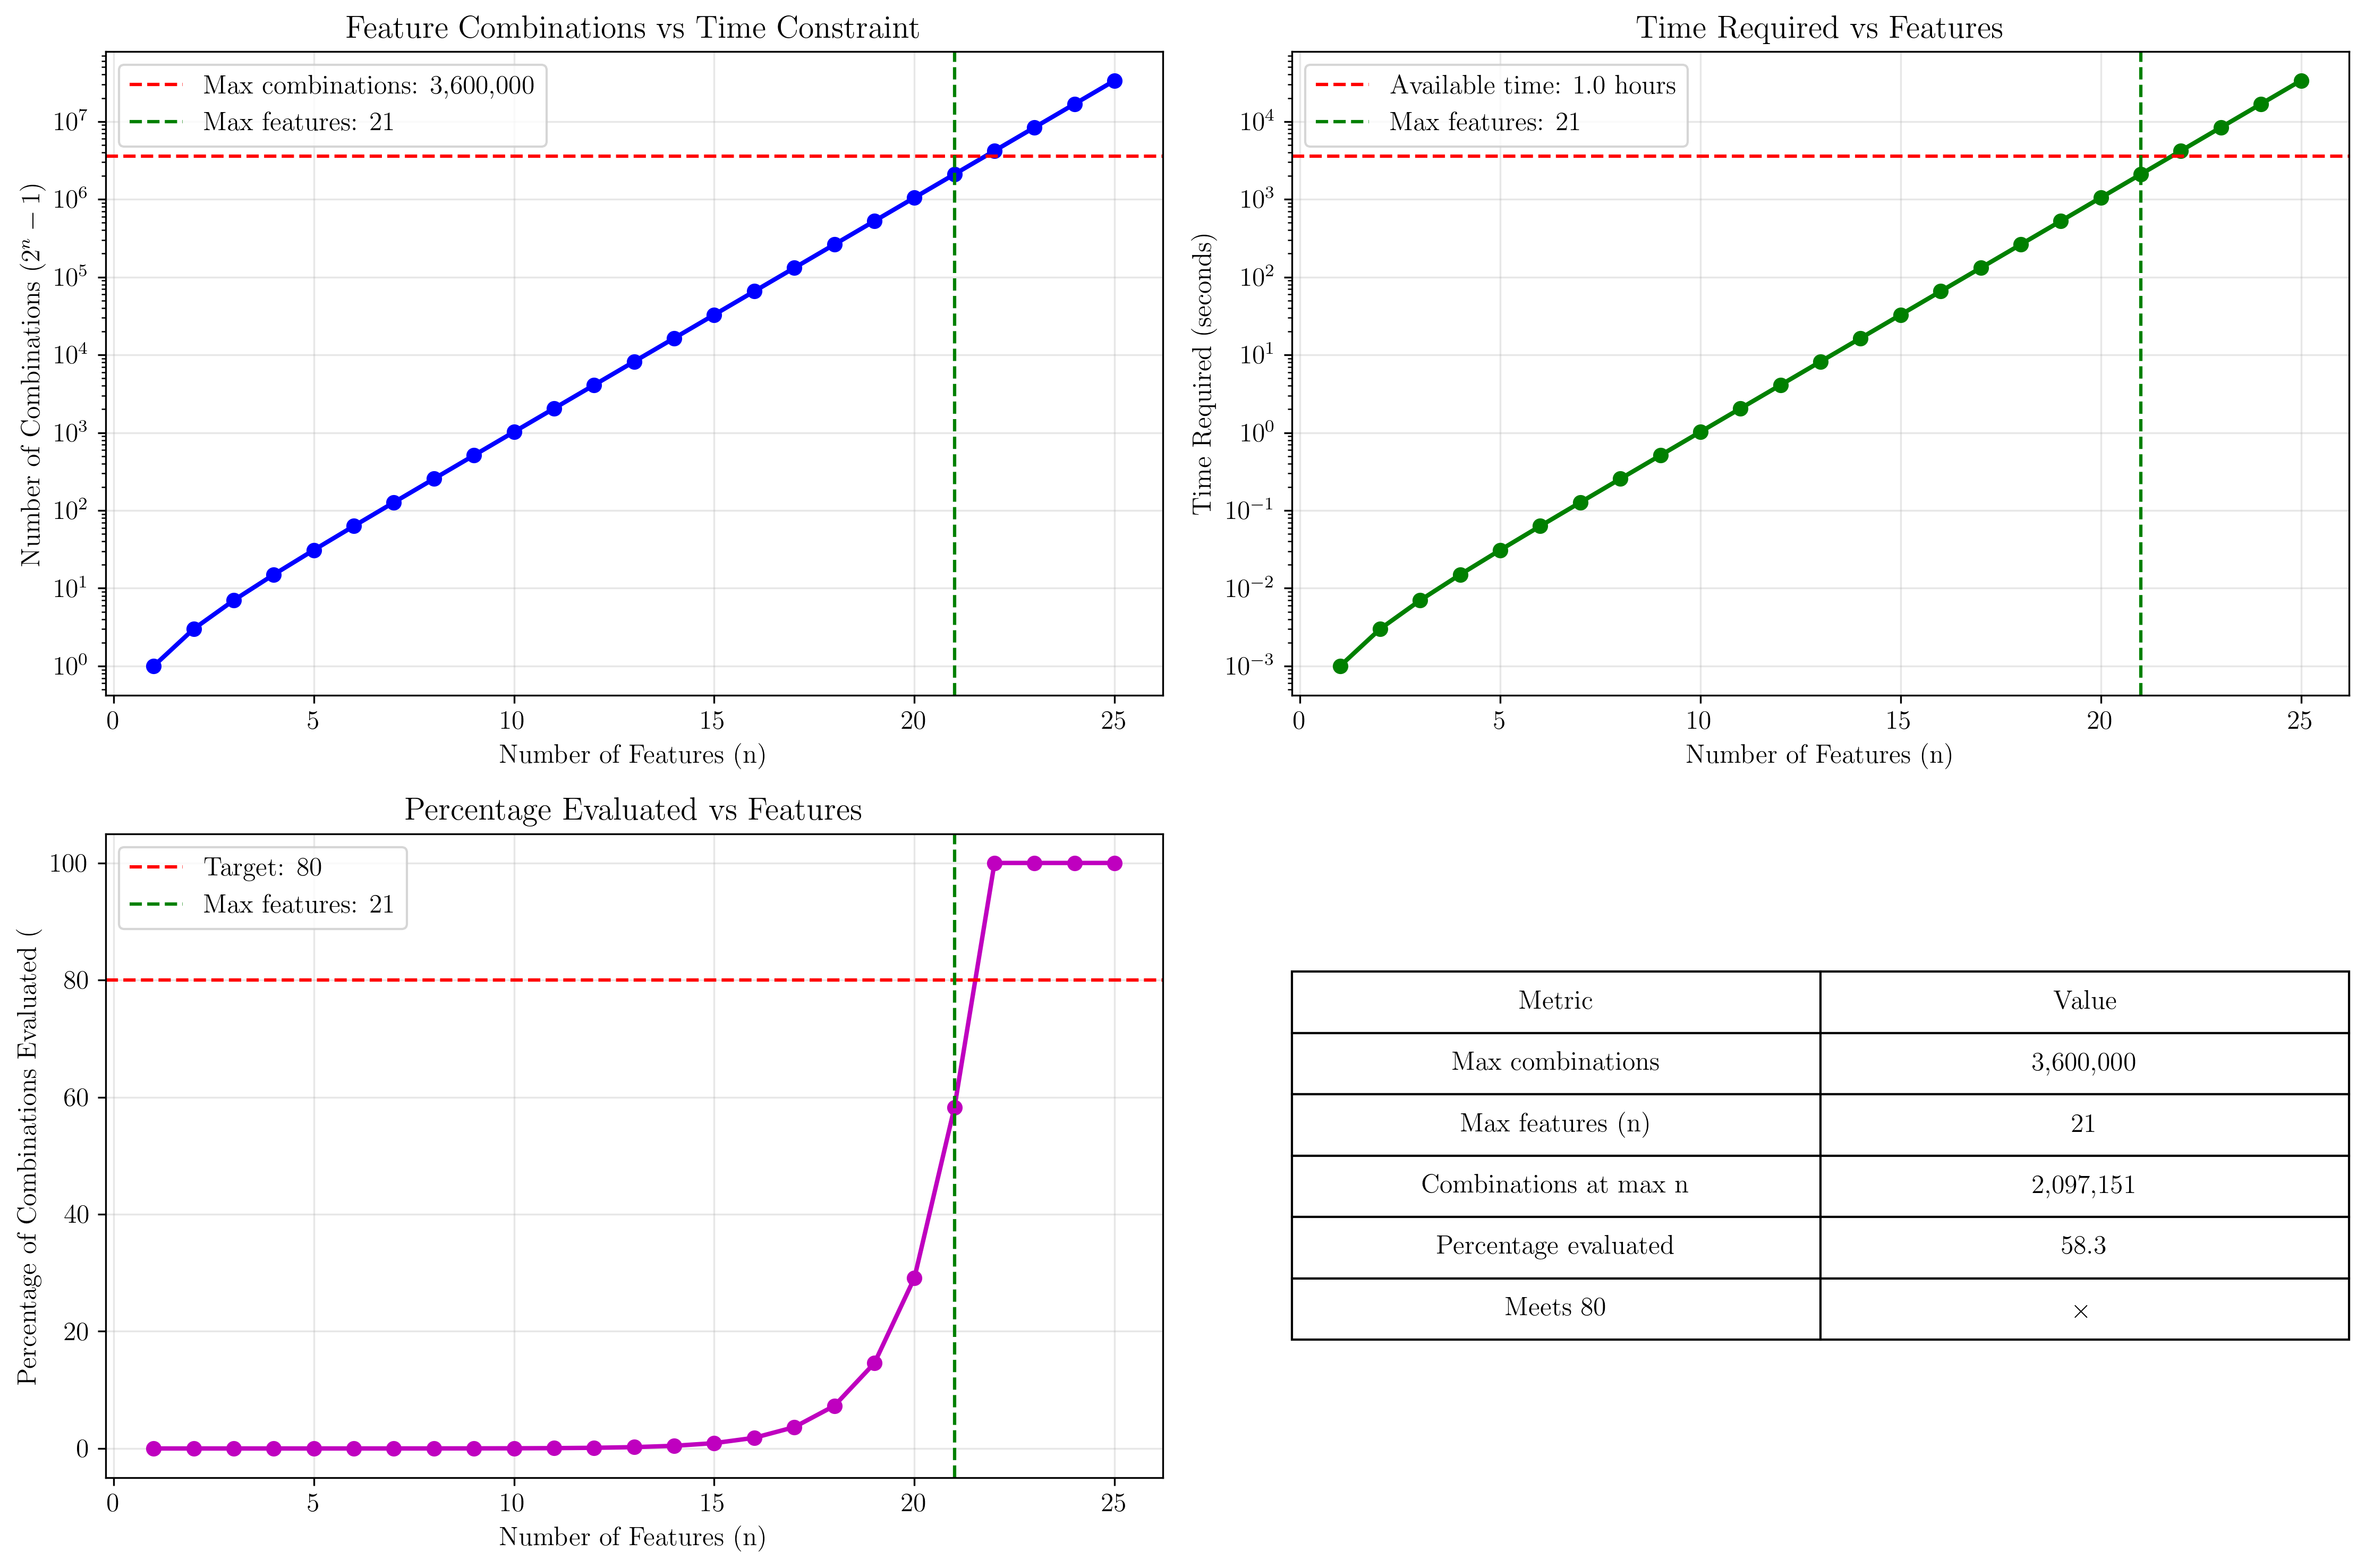 Feature Combinations vs Time Constraint
Max combinations: 3,600,000
Max features: 21
Number of Combinations (2^n − 1)
10^7
10^6
10^5
10^4
10^3
10^2
10^1
10^0
0 5 10 15 20 25
Number of Features (n)
Time Required vs Features
Available time: 1.0 hours
Max features: 21
Time Required (seconds)
10^4
10^3
10^2
10^1
10^0
10^−1
10^−2
10^−3
0 5 10 15 20 25
Number of Features (n)
Percentage Evaluated vs Features
Target: 80
Max features: 21
Percentage of Combinations Evaluated (
100
80
60
40
20
0
0 5 10 15 20 25
Number of Features (n)
Metric Value
Max combinations 3,600,000
Max features (n) 21
Combinations at max n 2,097,151
Percentage evaluated 58.3
Meets 80 ×